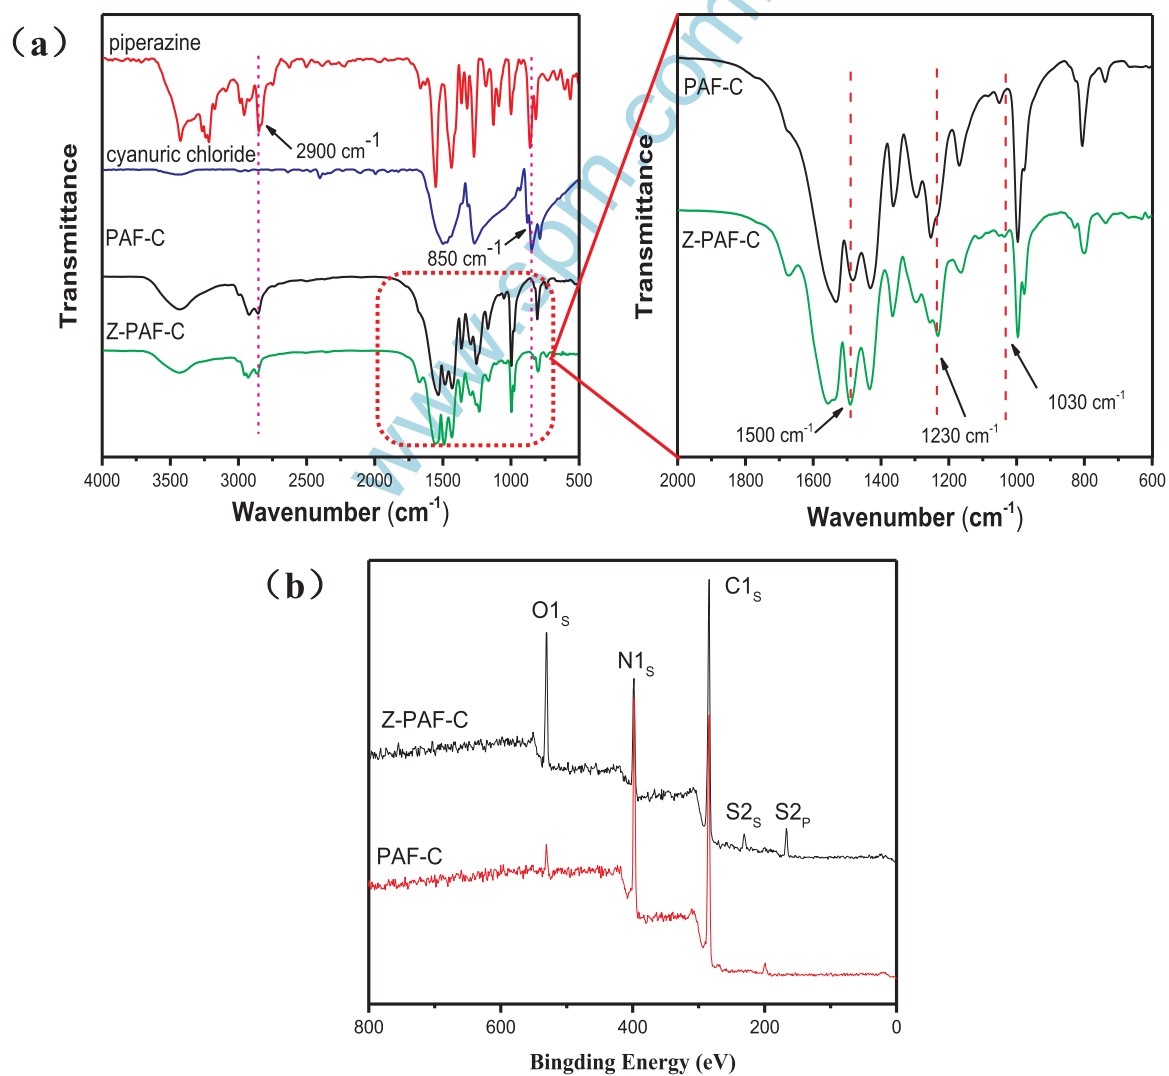 (a)
piperazine
2900 cm-1
cyanuric chloride
PAF-C
850 cm-1
Z-PAF-C
Transmittance
4000 3500 3000 2500 2000 1500 1000 500
Wavenumber (cm-1)
PAF-C
Z-PAF-C
1030 cm-1
1500 cm-1
1230 cm-1
Transmittance
2000 1800 1600 1400 1200 1000 800 600
Wavenumber (cm-1)
www.spm.com
(b)
C1S
O1S
N1S
Z-PAF-C
S2S
S2P
PAF-C
800 600 400 200 0
Bingding Energy (eV)